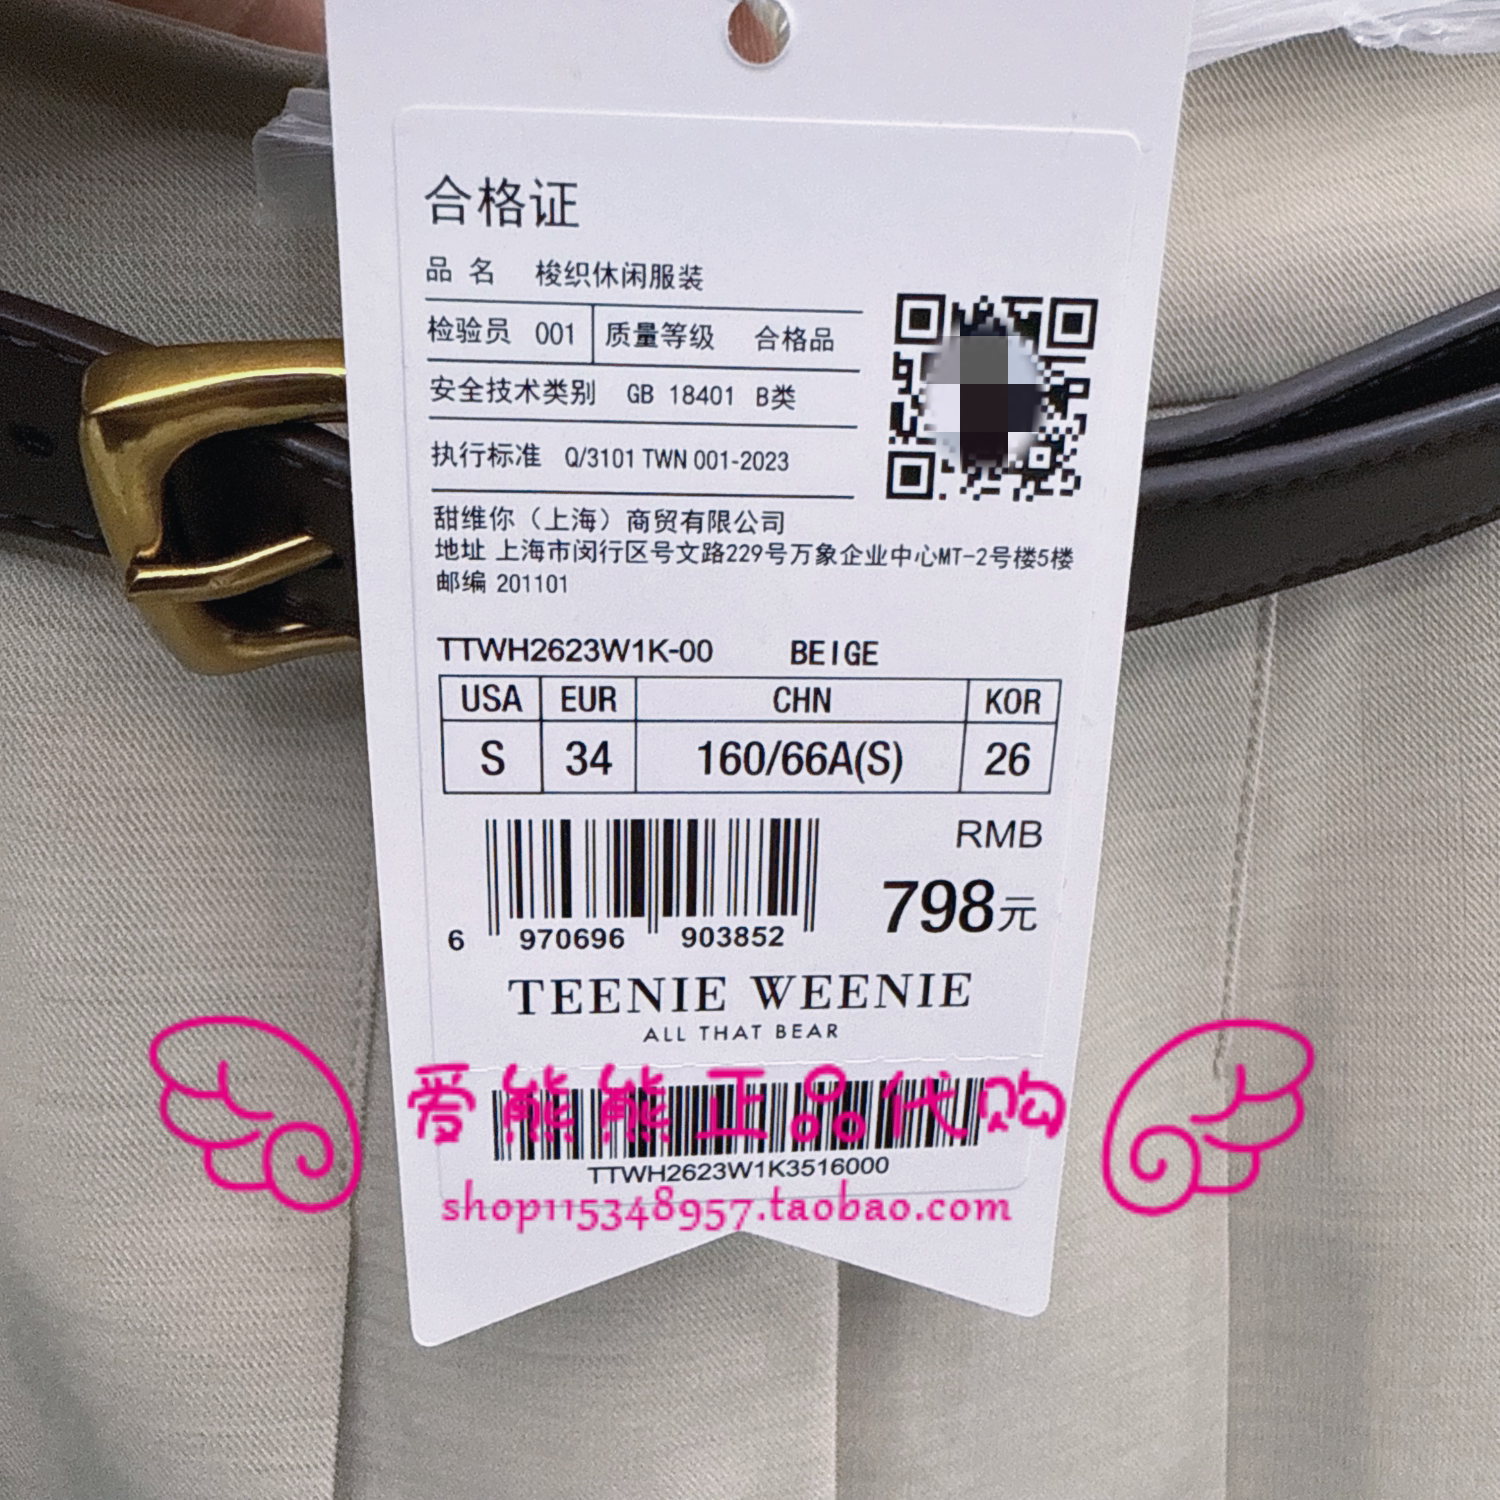 合格证
品 名 梭织休闲服装
检验员 001 质量等级 合格品
安全技术类别 GB 18401 B类
执行标准 Q/3101 TWN 001-2023
甜维你（上海）商贸有限公司
地址 上海市闵行区号文路229号万象企业中心MT-2号楼5楼
邮编 201101
TTWH2623W1K-00 BEIGE
USA EUR CHN KOR
S 34 160/66A(S) 26
RMB
798元
6 970696 903852
TEENIE WEENIE
ALL THAT BEAR
爱熊熊正品代购
TTWH2623W1K3516000
shop115348957.taobao.com